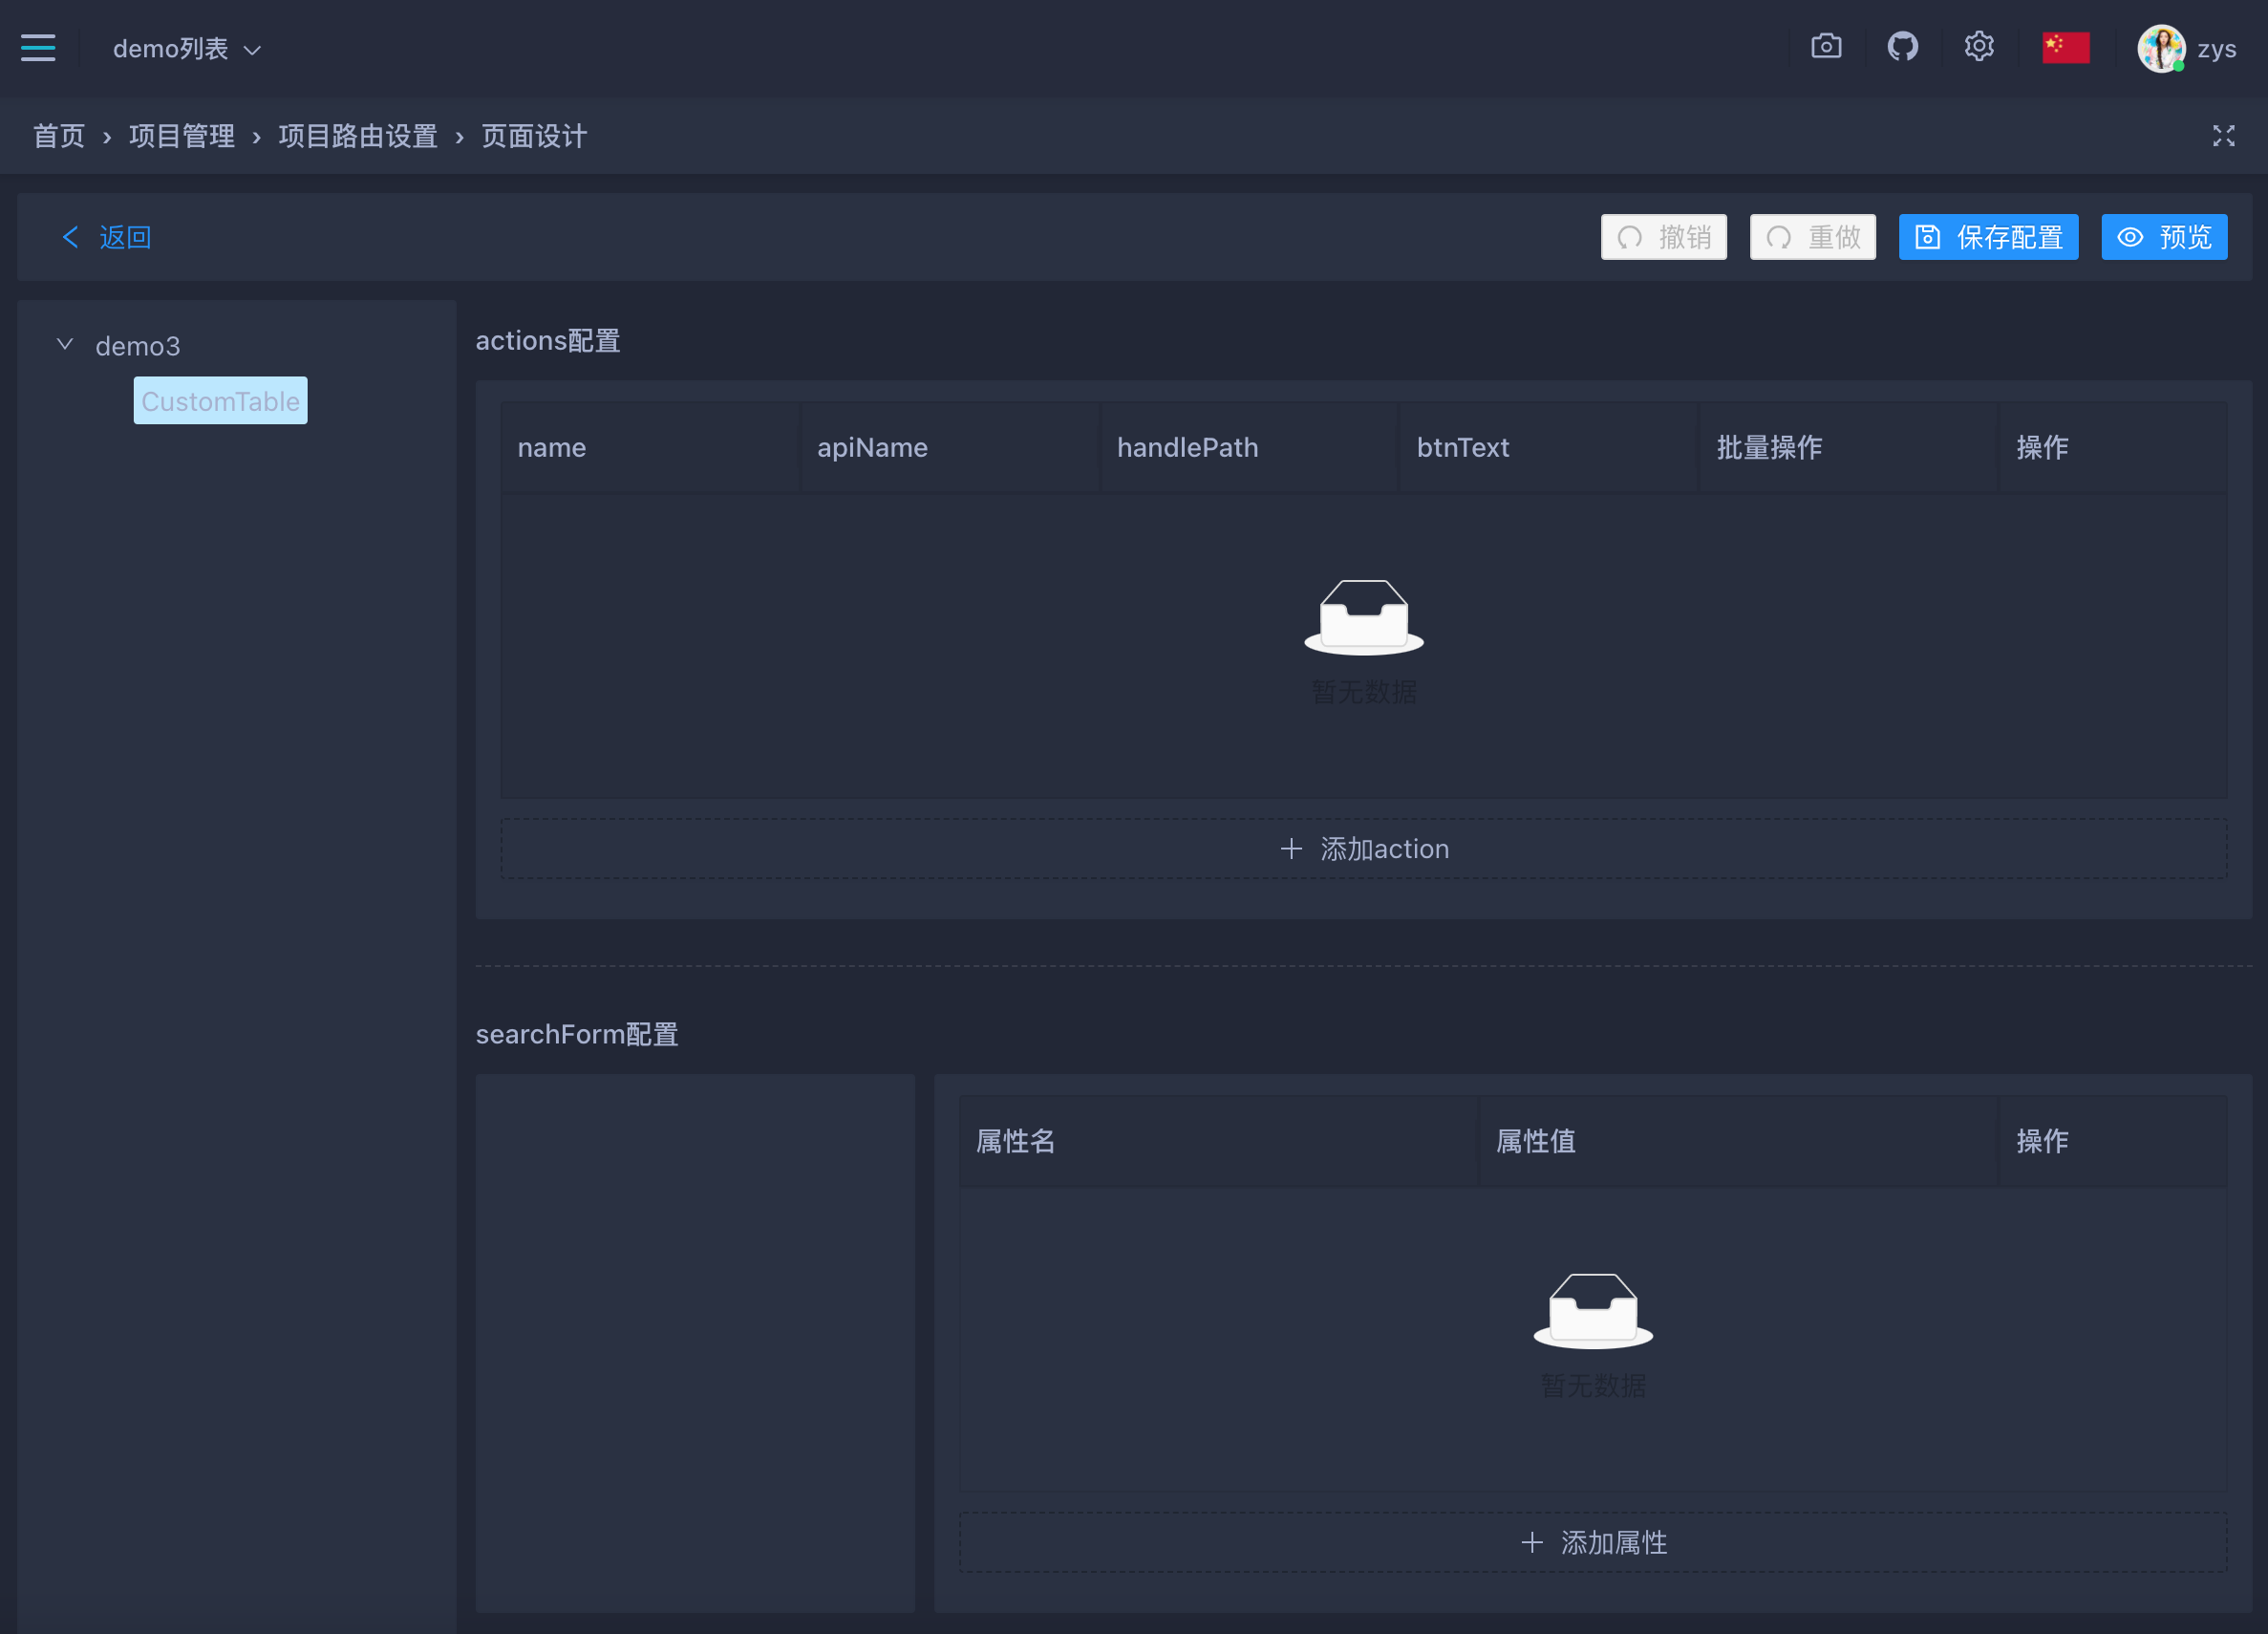 demo列表
zys
首页 › 项目管理 › 项目路由设置 › 页面设计
返回
撤销 重做 保存配置 预览
demo3
CustomTable
actions配置
name apiName handlePath btnText 批量操作 操作
暂无数据
添加action
searchForm配置
属性名 属性值 操作
暂无数据
添加属性